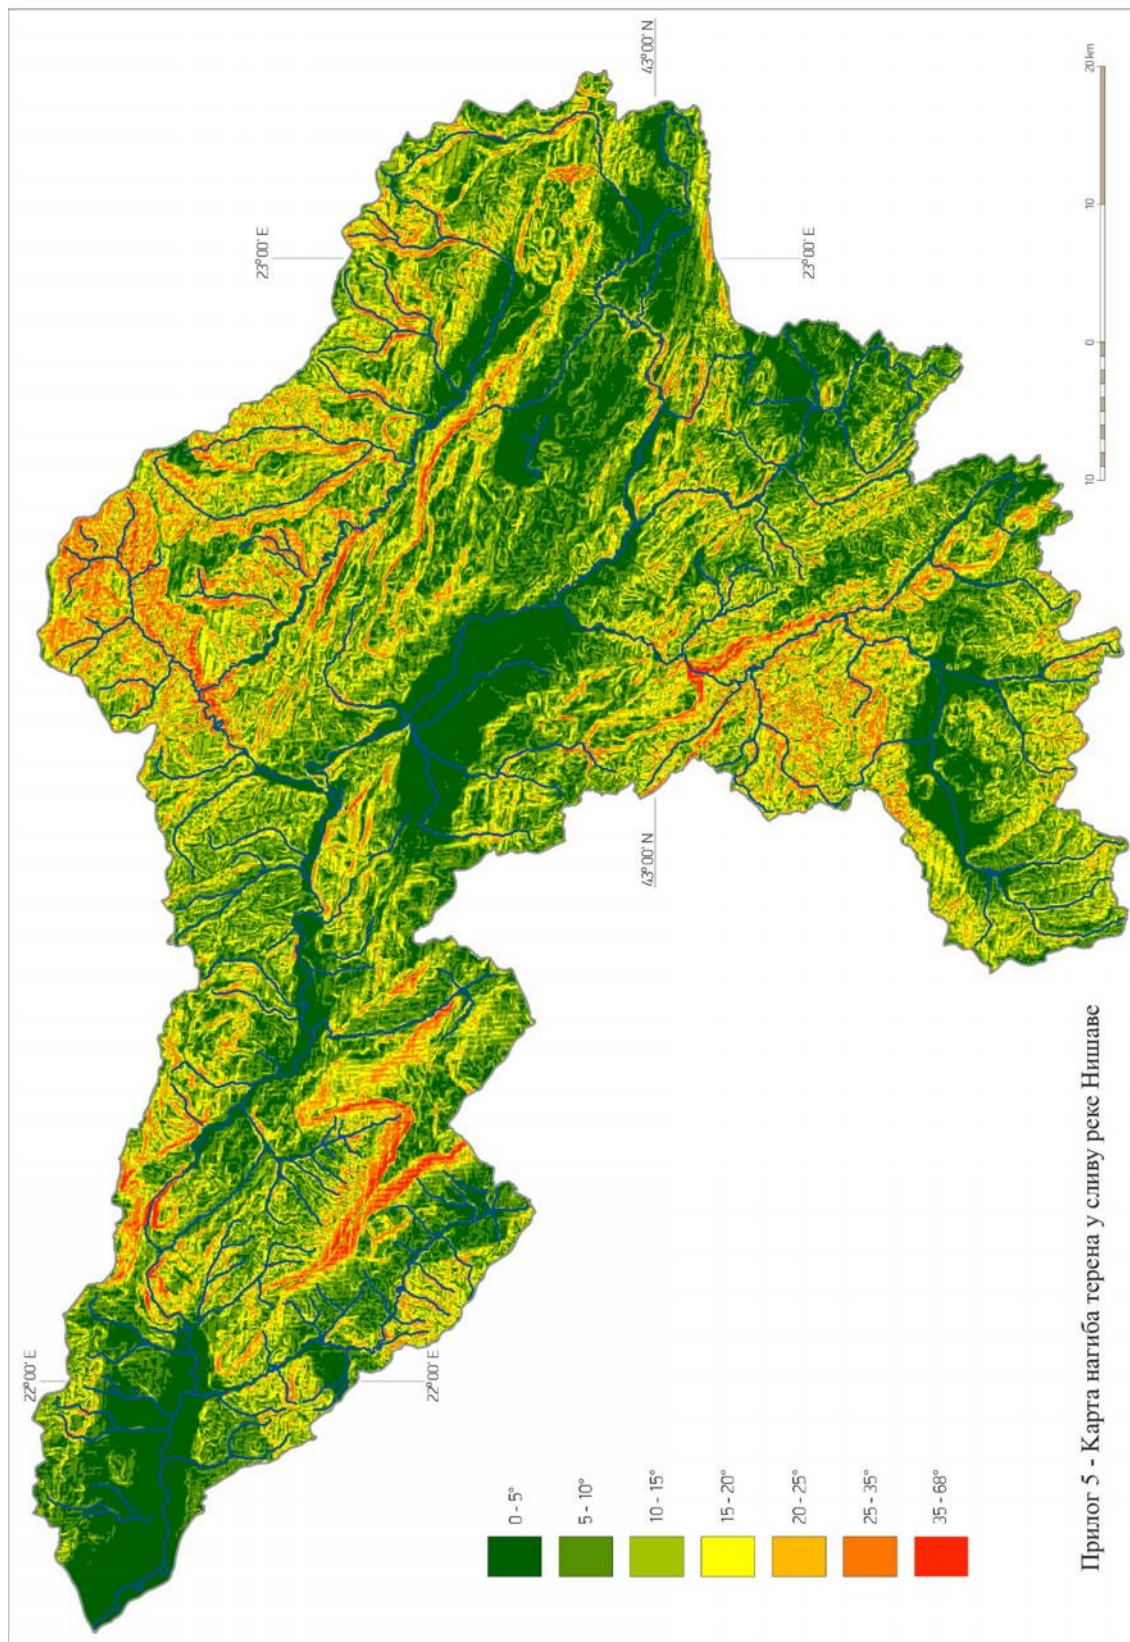 22°00' E
23°00' E
43°00' N
43°00' N
22°00' E
23°00' E
0 - 5°
5 - 10°
10 - 15°
15 - 20°
20 - 25°
25 - 35°
35 - 68°
10 0 10 20 km
Прилог 5 - Карта нагиба терена у сливу реке Нишаве